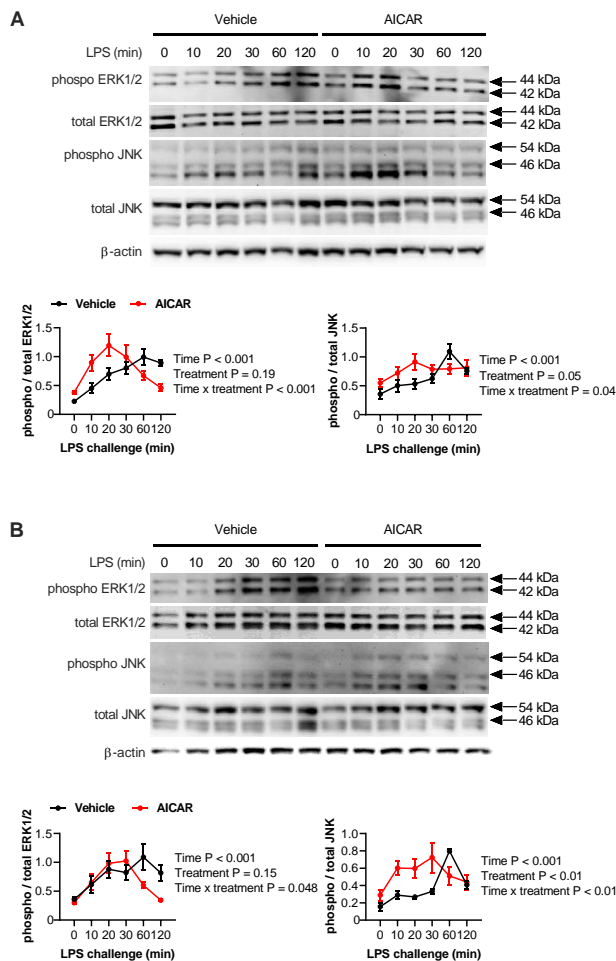 A
Vehicle AICAR
LPS (min) 0 10 20 30 60 120 0 10 20 30 60 120
phospo ERK1/2 44 kDa
42 kDa
total ERK1/2 44 kDa
42 kDa
phospho JNK 54 kDa
46 kDa
total JNK 54 kDa
46 kDa
β-actin
Vehicle AICAR
phospho / total ERK1/2
1.5
1.0
0.5
0.0
0 10 20 30 60 120
LPS challenge (min)
Time P < 0.001
Treatment P = 0.19
Time x treatment P < 0.001
phospho / total JNK
1.5
1.0
0.5
0.0
0 10 20 30 60 120
LPS challenge (min)
Time P < 0.001
Treatment P = 0.05
Time x treatment P = 0.04
B
Vehicle AICAR
LPS (min) 0 10 20 30 60 120 0 10 20 30 60 120
phospho ERK1/2 44 kDa
42 kDa
total ERK1/2 44 kDa
42 kDa
phospho JNK 54 kDa
46 kDa
total JNK 54 kDa
46 kDa
β-actin
Vehicle AICAR
phospho / total ERK1/2
1.5
1.0
0.5
0.0
0 10 20 30 60 120
LPS challenge (min)
Time P < 0.001
Treatment P = 0.15
Time x treatment P = 0.048
phospho / total JNK
1.0
0.8
0.6
0.4
0.2
0.0
0 10 20 30 60 120
LPS challenge (min)
Time P < 0.001
Treatment P < 0.01
Time x treatment P < 0.01